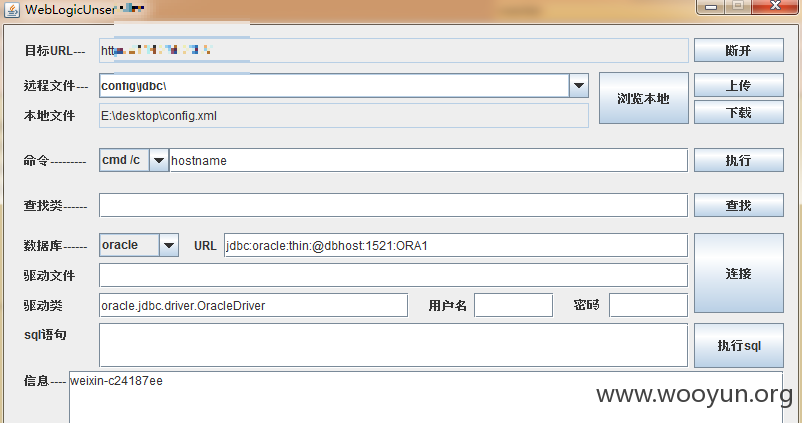 WebLogicUnser
目标URL--- htt 断开
远程文件--- config\jdbc\ 浏览本地 上传
本地文件 E:\desktop\config.xml 下载
命令--------- cmd /c hostname 执行
查找类------ 查找
数据库------ oracle URL jdbc:oracle:thin:@dbhost:1521:ORA1 连接
驱动文件
驱动类 oracle.jdbc.driver.OracleDriver 用户名 密码
sql语句 执行sql
信息---- weixin-c24187ee
www.wooyun.org